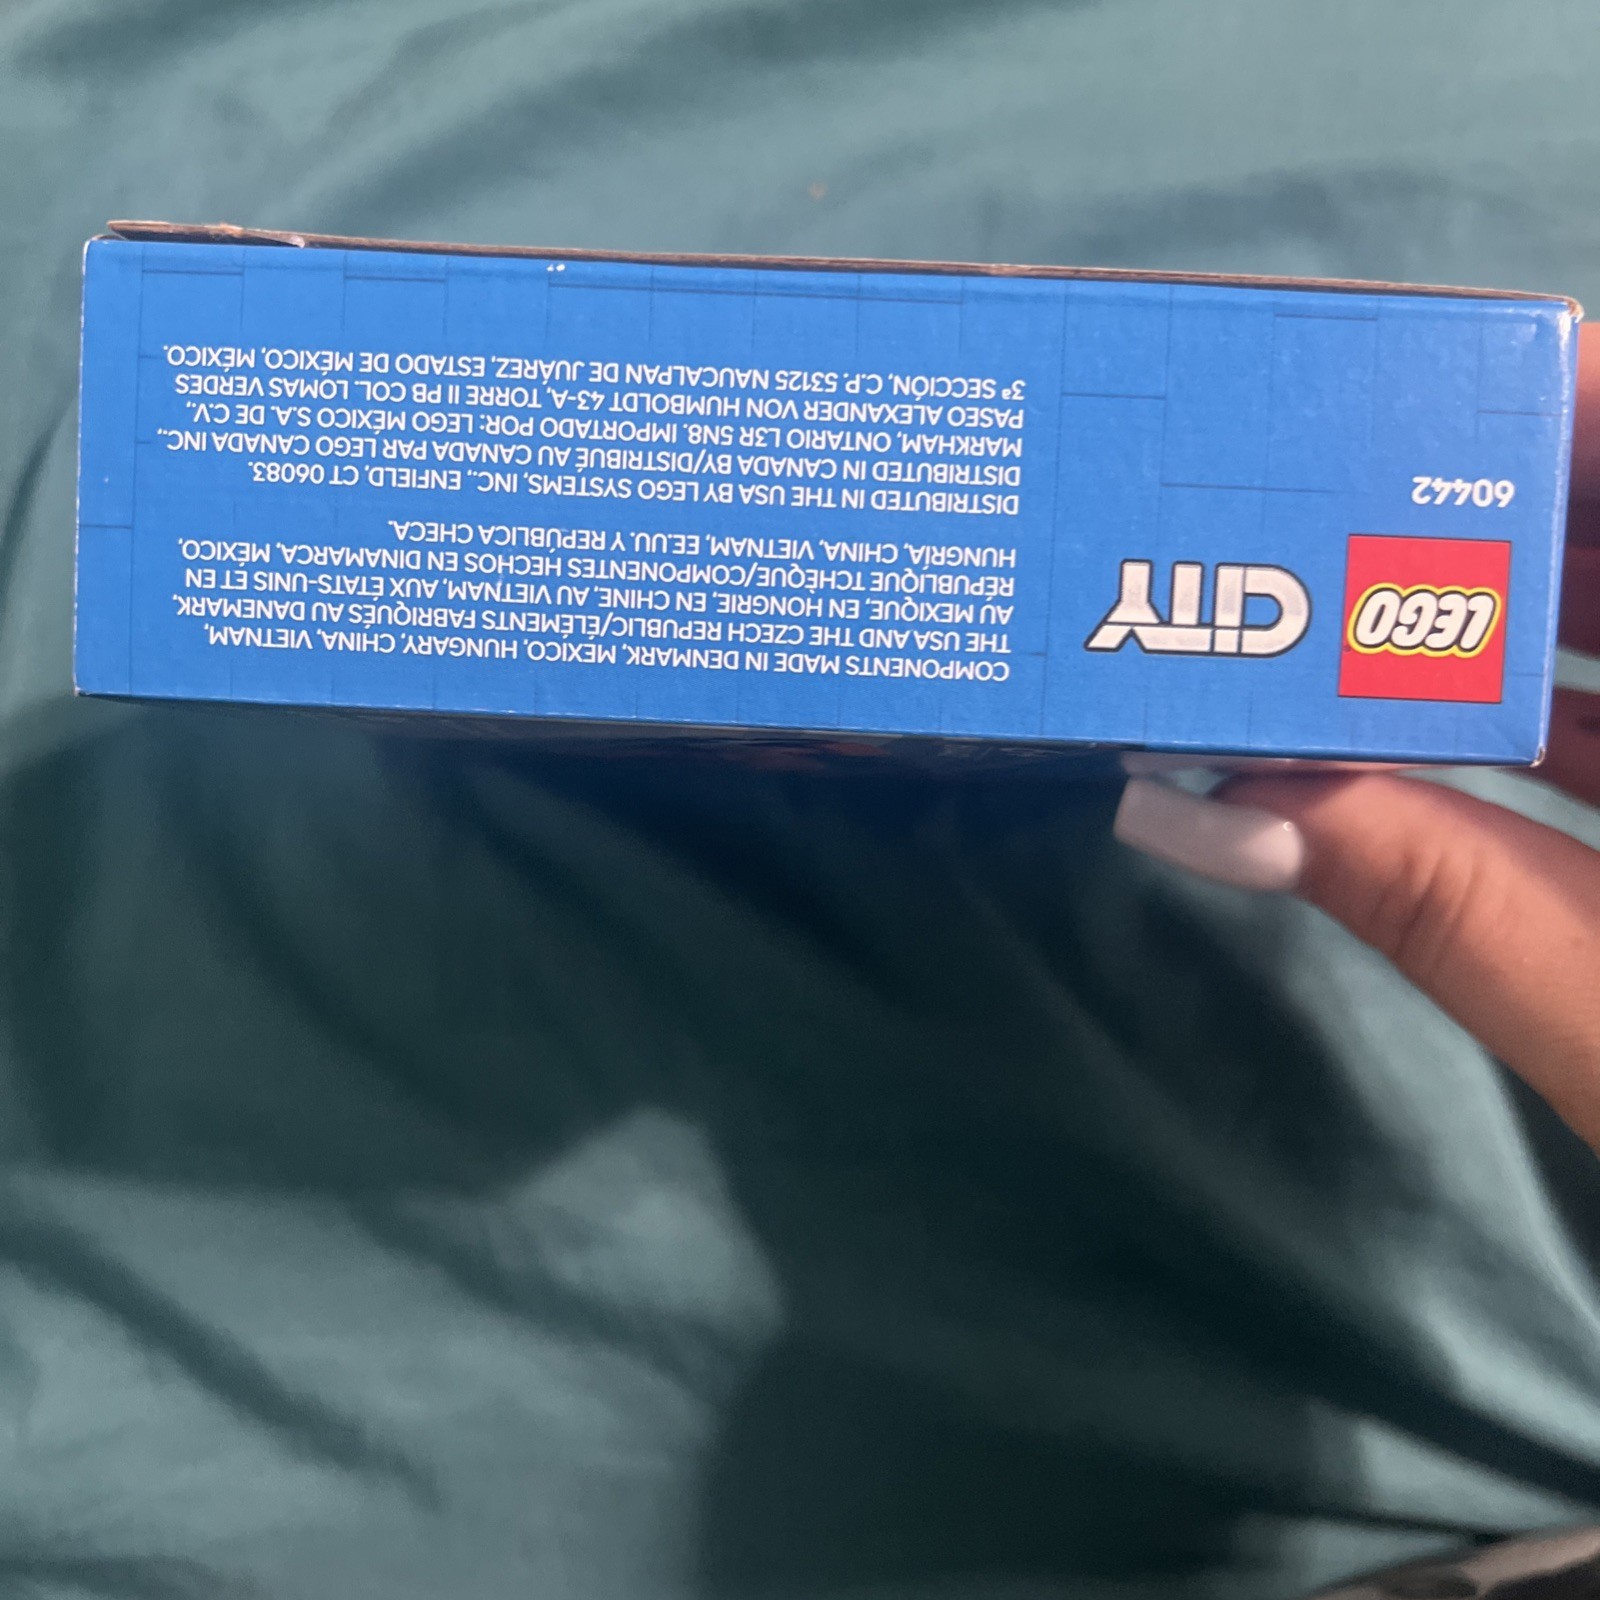 LEGO
CITY
60442
COMPONENTS MADE IN DENMARK, MEXICO, HUNGARY, CHINA, VIETNAM,
THE USA AND THE CZECH REPUBLIC/ÉLÉMENTS FABRIQUÉS AU DANEMARK,
AU MEXIQUE, EN HONGRIE, EN CHINE, AU VIETNAM, AUX ÉTATS-UNIS ET EN
RÉPUBLIQUE TCHÈQUE/COMPONENTES HECHOS EN DINAMARCA, MÉXICO,
HUNGRÍA, CHINA, VIETNAM, EE.UU. Y REPÚBLICA CHECA.
DISTRIBUTED IN THE USA BY LEGO SYSTEMS, INC., ENFIELD, CT 06083.
DISTRIBUTED IN CANADA BY/DISTRIBUÉ AU CANADA PAR LEGO CANADA INC.,
MARKHAM, ONTARIO L3R 5N8. IMPORTADO POR: LEGO MÉXICO S.A. DE C.V.,
PASEO ALEXANDER VON HUMBOLDT 43-A, TORRE II PB COL. LOMAS VERDES
3ª SECCIÓN, C.P. 53125 NAUCALPAN DE JUÁREZ, ESTADO DE MÉXICO, MÉXICO.